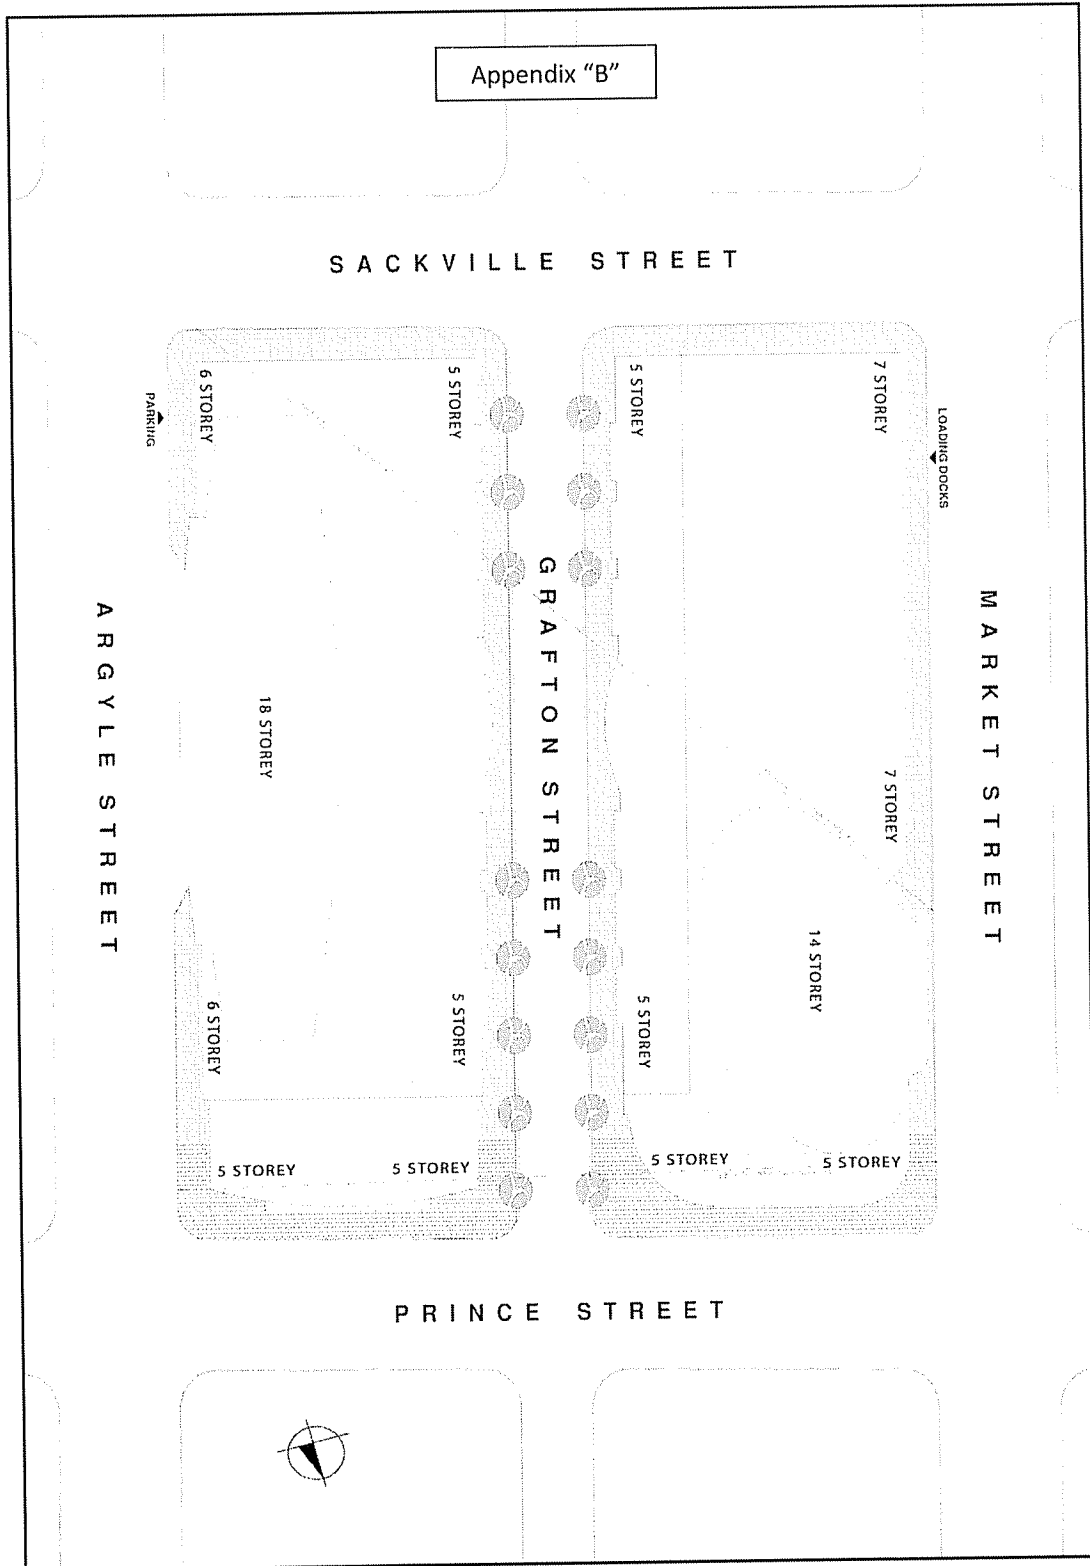 Appendix “B”
SACKVILLE STREET
6 STOREY
5 STOREY
5 STOREY
7 STOREY
PARKING
LOADING DOCKS
ARGYLE STREET
18 STOREY
GRAFTON STREET
7 STOREY
MARKET STREET
14 STOREY
6 STOREY
5 STOREY
5 STOREY
5 STOREY
5 STOREY
5 STOREY
5 STOREY
PRINCE STREET